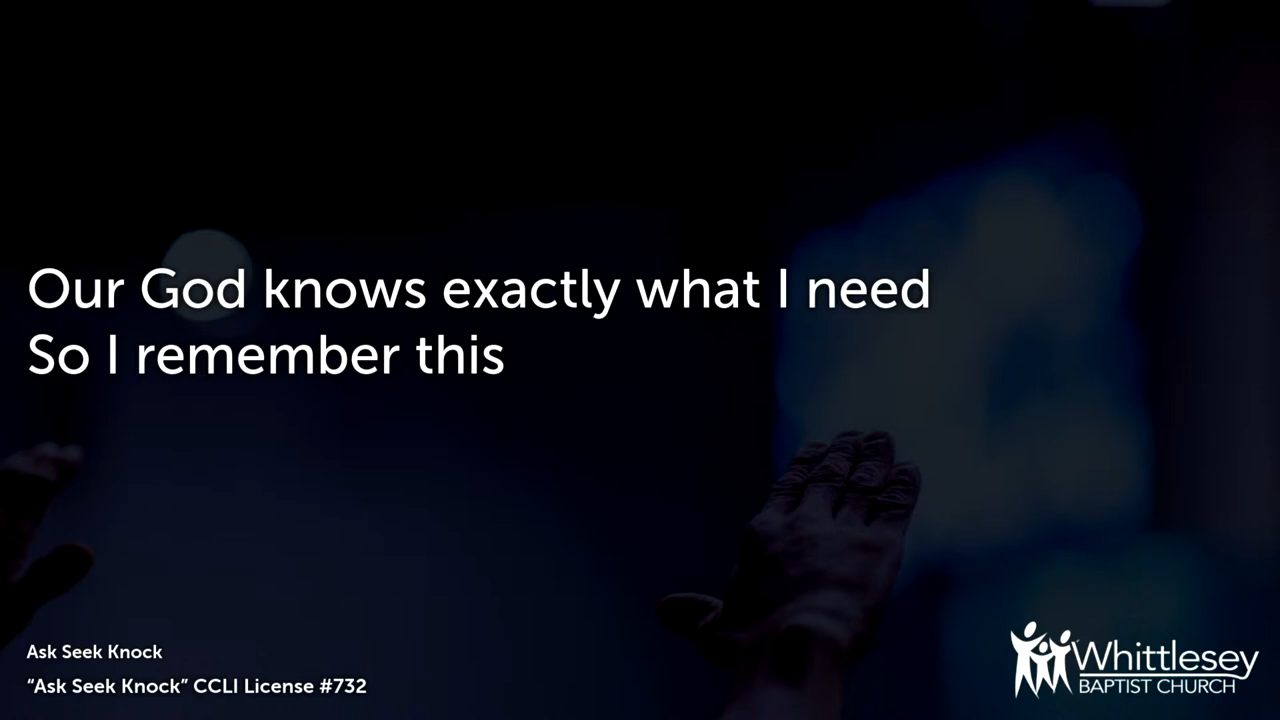 Our God knows exactly what I need
So I remember this
Ask Seek Knock
“Ask Seek Knock” CCLI License #732
Whittlesey
BAPTIST CHURCH